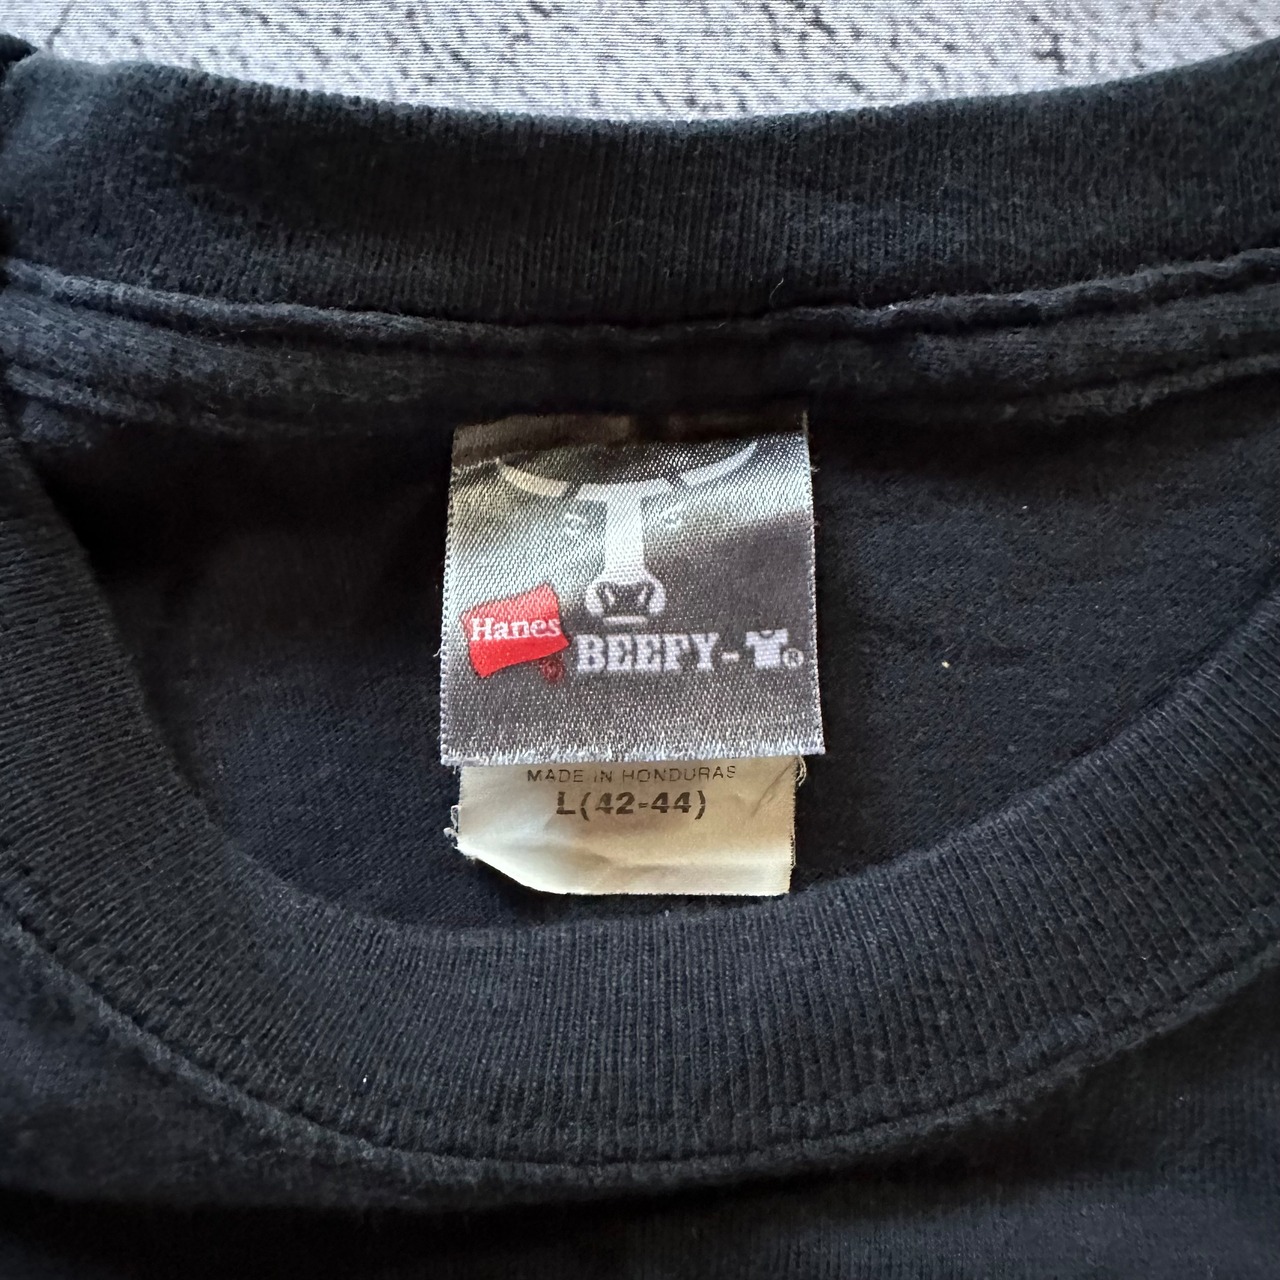 Hanes ®
BEEFY-T®
MADE IN HONDURAS
L(42-44)